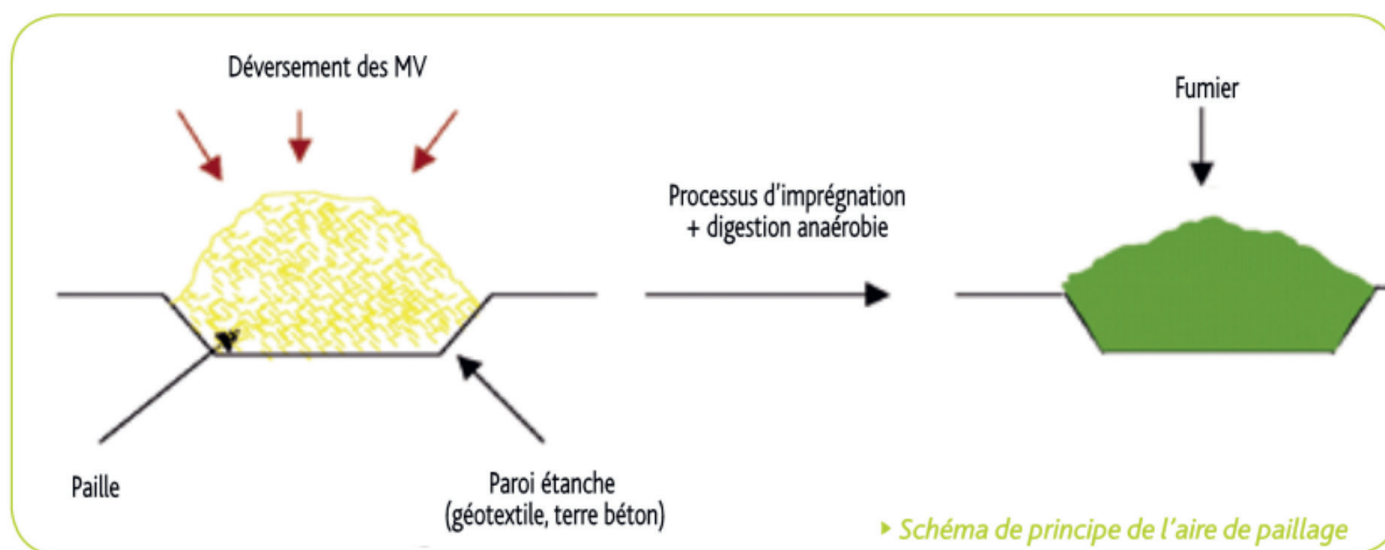 Déversement des MV
Fumier
Processus d'imprégnation
+ digestion anaérobie
Paille
Paroi étanche
(géotextile, terre béton)
▸ Schéma de principe de l'aire de paillage